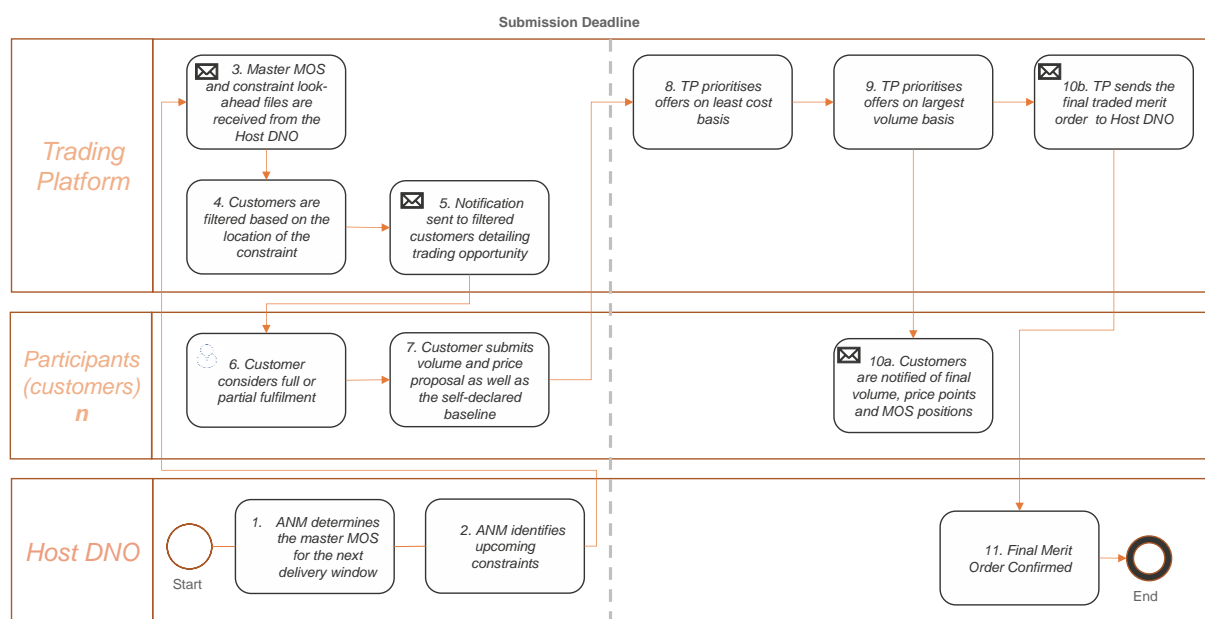 Submission Deadline
Trading
Platform
3. Master MOS
and constraint look-
ahead files are
received from the
Host DNO
4. Customers are
filtered based on the
location of the
constraint
5. Notification
sent to filtered
customers detailing
trading opportunity
8. TP prioritises
offers on least cost
basis
9. TP prioritises
offers on largest
volume basis
10b. TP sends the
final traded merit
order to Host DNO
Participants
(customers)
n
6. Customer
considers full or
partial fulfilment
7. Customer submits
volume and price
proposal as well as
the self-declared
baseline
10a. Customers
are notified of final
volume, price points
and MOS positions
Host DNO
Start
1. ANM determines
the master MOS
for the next
delivery window
2. ANM identifies
upcoming
constraints
11. Final Merit
Order Confirmed
End